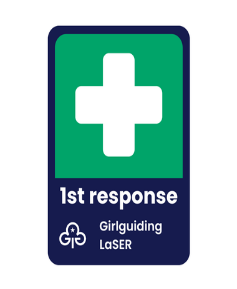 1st response
Girlguiding
LaSER